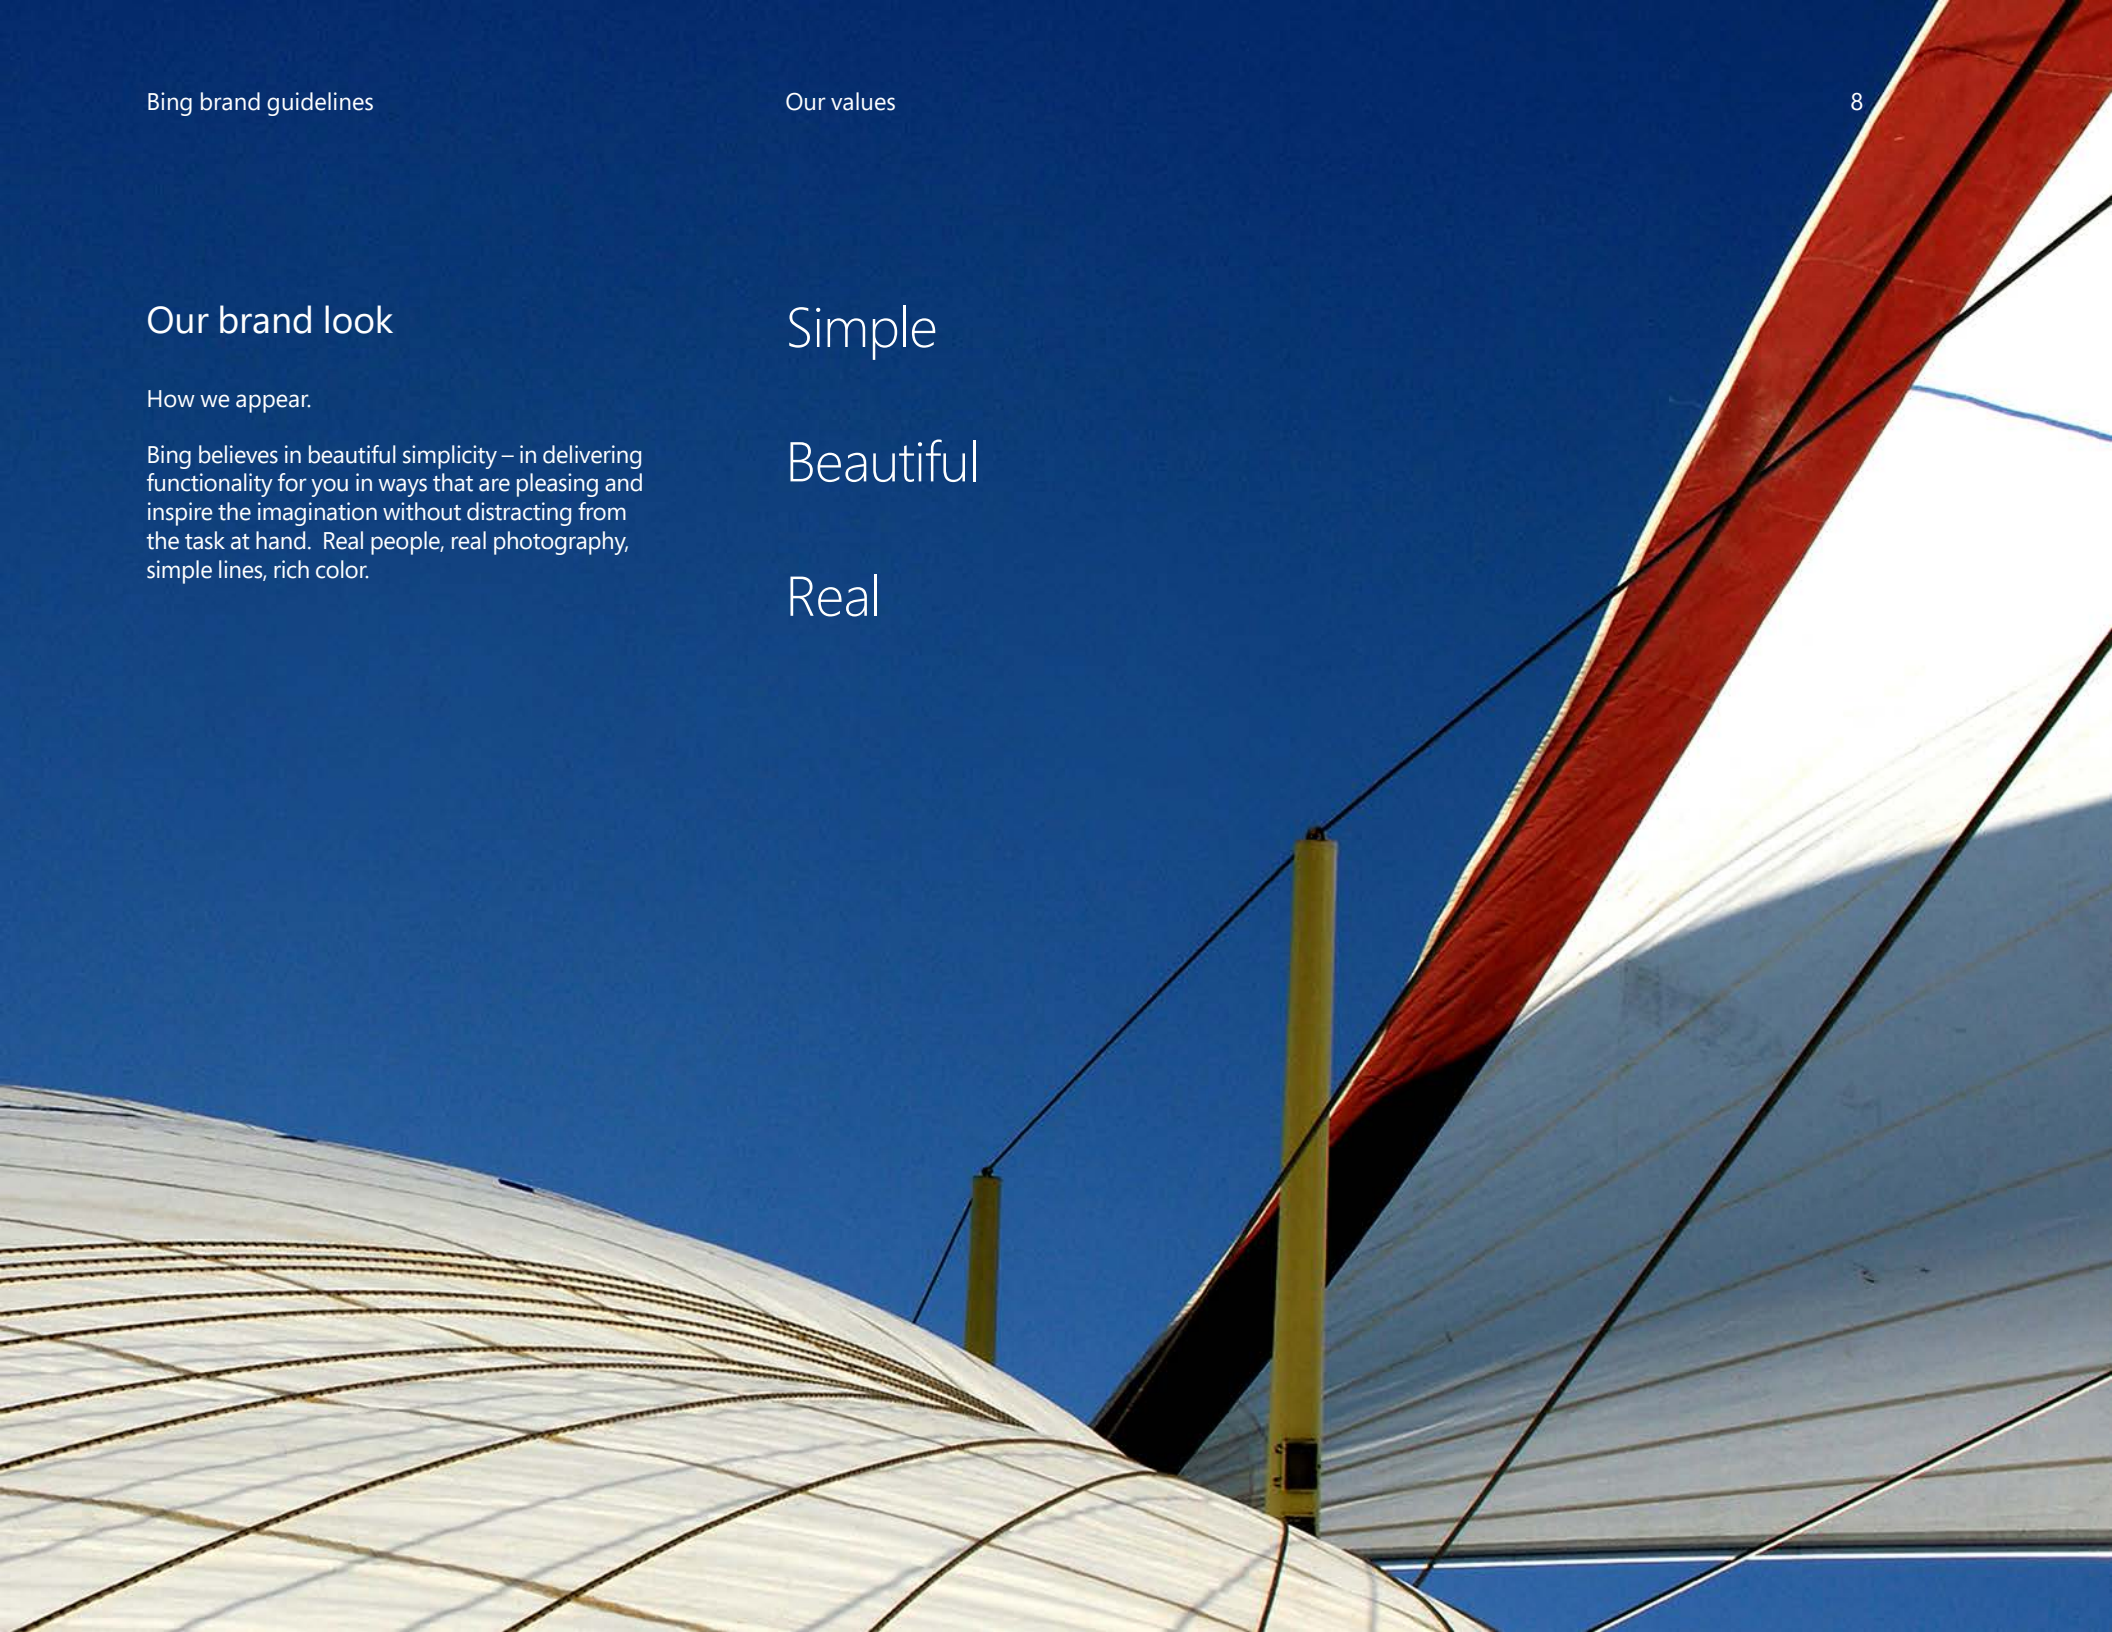 Bing brand guidelines
Our values
8
Our brand look
How we appear.
Bing believes in beautiful simplicity – in delivering
functionality for you in ways that are pleasing and
inspire the imagination without distracting from
the task at hand.  Real people, real photography,
simple lines, rich color.
Simple
Beautiful
Real